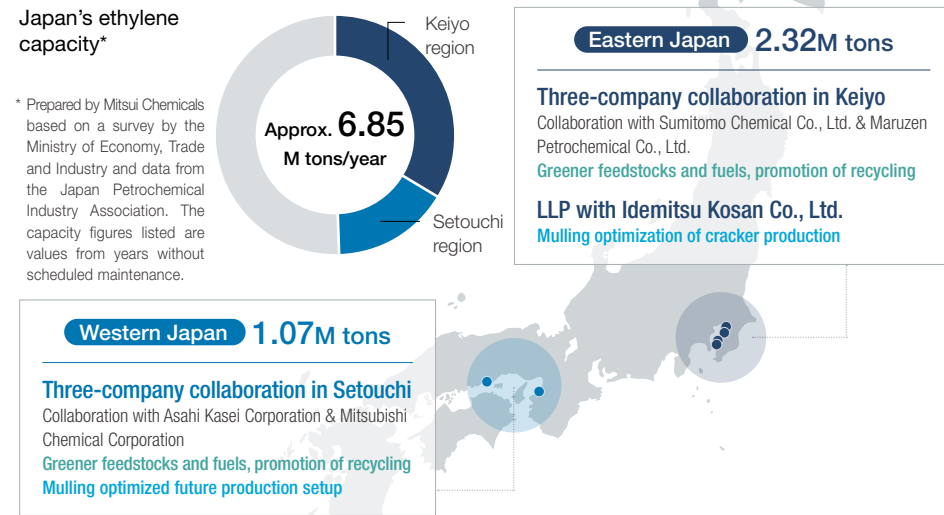 Japan's ethylene
capacity*
* Prepared by Mitsui Chemicals
based on a survey by the
Ministry of Economy, Trade
and Industry and data from
the Japan Petrochemical
Industry Association. The
capacity figures listed are
values from years without
scheduled maintenance.
Approx. 6.85
M tons/year
Keiyo
region
Setouchi
region
Eastern Japan 2.32M tons
Three-company collaboration in Keiyo
Collaboration with Sumitomo Chemical Co., Ltd. & Maruzen
Petrochemical Co., Ltd.
Greener feedstocks and fuels, promotion of recycling
LLP with Idemitsu Kosan Co., Ltd.
Mulling optimization of cracker production
Western Japan 1.07M tons
Three-company collaboration in Setouchi
Collaboration with Asahi Kasei Corporation & Mitsubishi
Chemical Corporation
Greener feedstocks and fuels, promotion of recycling
Mulling optimized future production setup